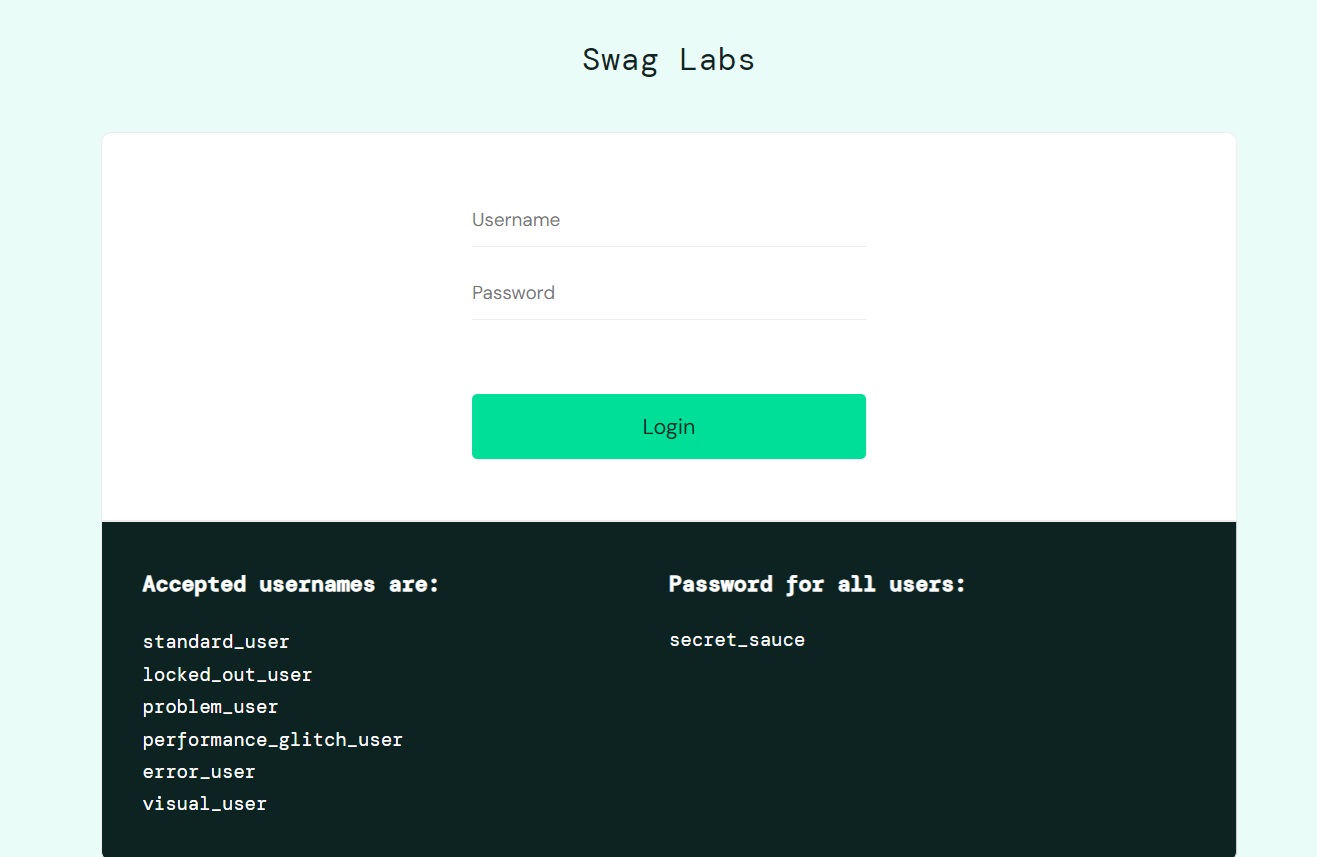 Swag Labs
Username
Password
Login
Accepted usernames are:
standard_user
locked_out_user
problem_user
performance_glitch_user
error_user
visual_user
Password for all users:
secret_sauce